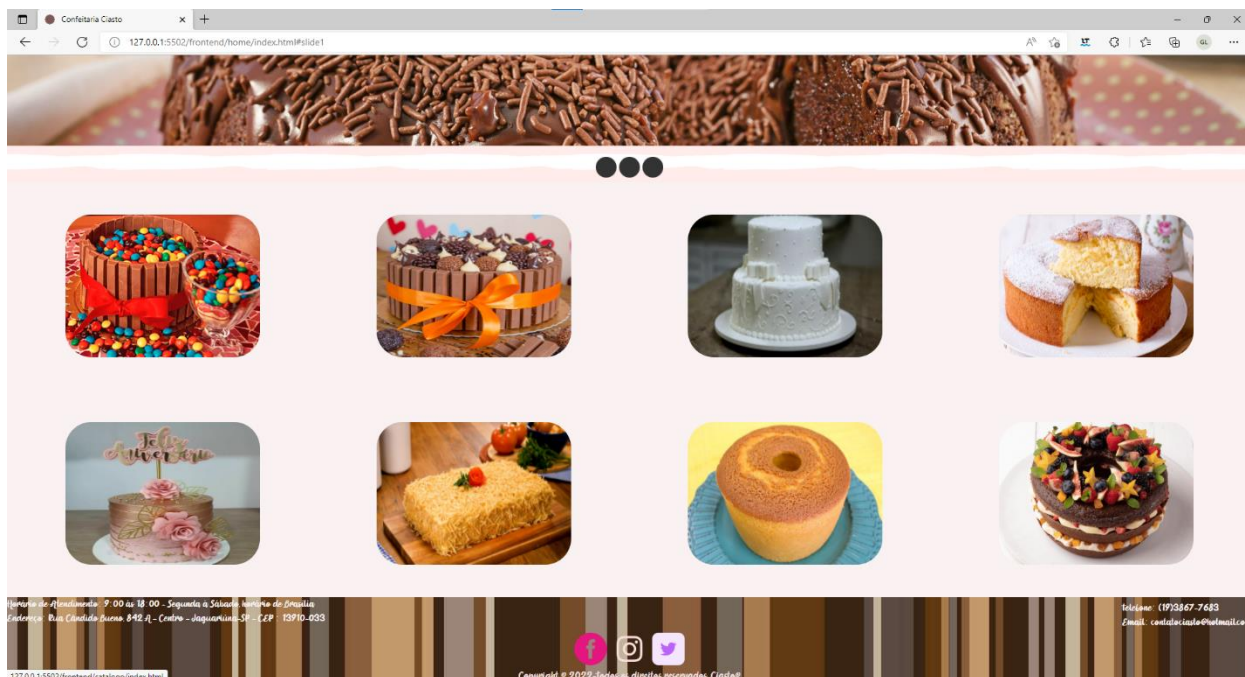 Confeitaria Ciasto
127.0.0.1:5502/frontend/home/index.html#slide1
GL
Feliz
Aniversário
Horário de Atendimento: 9:00 às 18:00 - Segunda à Sábado, horário de Brasília
Endereço: Rua Cândido Bueno, 842 A - Centro - Jaguariúna-SP - CEP : 13910-033
Telefone: (19)3867-7683
Email: contatociasto@hotmail.co
127.0.0.1:5502/frontend/catalogo/index.html
Copyright © 2022-Todos os direitos reservados Ciasto®